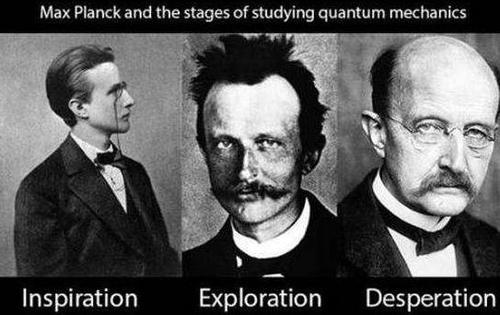 Max Planck and the stages of studying quantum mechanics
Inspiration Exploration Desperation